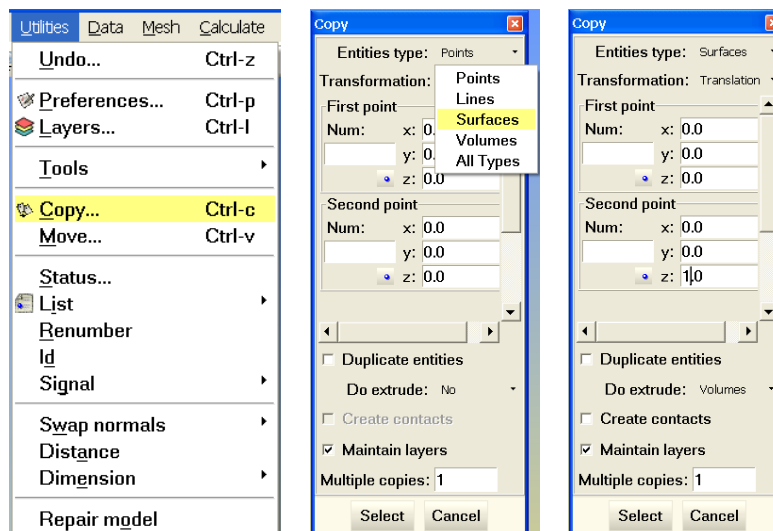 Utilities Data Mesh Calculate
Undo... Ctrl-z
Preferences... Ctrl-p
Layers... Ctrl-l
Tools
Copy... Ctrl-c
Move... Ctrl-v
Status...
List
Renumber
Id
Signal
Swap normals
Distance
Dimension
Repair model
Copy
Entities type: Points
Transformation:
Points
Lines
Surfaces
Volumes
All Types
First point
Num: x: 0.
y: 0.
z: 0.0
Second point
Num: x: 0.0
y: 0.0
z: 0.0
Duplicate entities
Do extrude: No
Create contacts
Maintain layers
Multiple copies: 1
Select Cancel
Copy
Entities type: Surfaces
Transformation: Translation
First point
Num: x: 0.0
y: 0.0
z: 0.0
Second point
Num: x: 0.0
y: 0.0
z: 1.0
Duplicate entities
Do extrude: Volumes
Create contacts
Maintain layers
Multiple copies: 1
Select Cancel